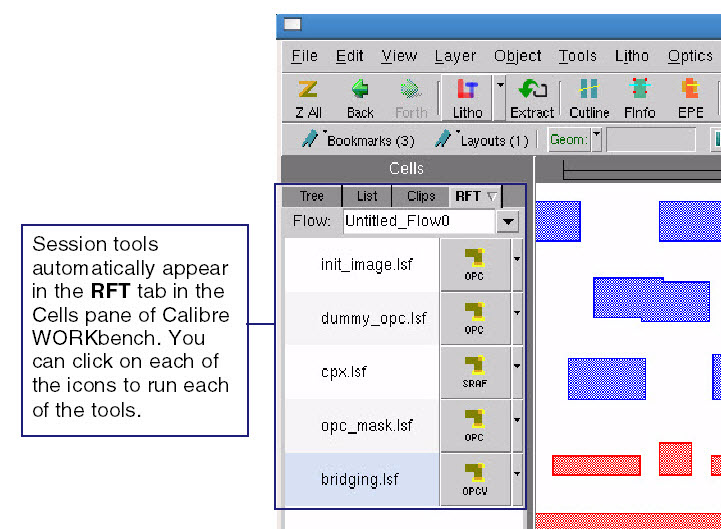 File Edit View Layer Object Tools Litho Optics
Z All Back Forth Litho Extract Cutline FInfo EPE
Bookmarks (3) Layouts (1) Geom:
Cells
Tree List Clips RFT
Flow: Untitled_Flow0
init_image.lsf OPC
dummy_opc.lsf OPC
cpx.lsf SRAF
opc_mask.lsf OPC
bridging.lsf OPCV
Session tools
automatically appear
in the RFT tab in the
Cells pane of Calibre
WORKbench. You
can click on each of
the icons to run each
of the tools.